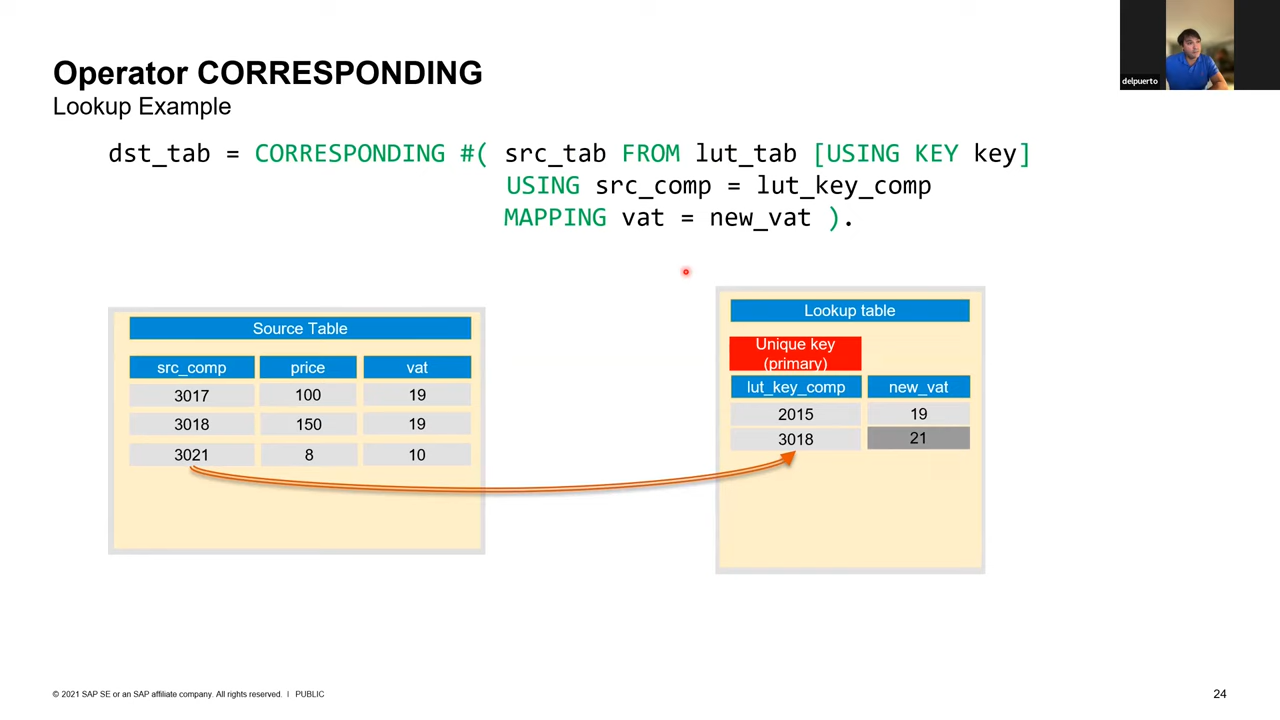 Operator CORRESPONDING
Lookup Example
delpuerto
dst_tab = CORRESPONDING #( src_tab FROM lut_tab [USING KEY key]
USING src_comp = lut_key_comp
MAPPING vat = new_vat ).
Source Table
src_comp price vat
3017 100 19
3018 150 19
3021 8 10
Lookup table
Unique key
(primary)
lut_key_comp new_vat
2015 19
3018 21
© 2021 SAP SE or an SAP affiliate company. All rights reserved. | PUBLIC
24